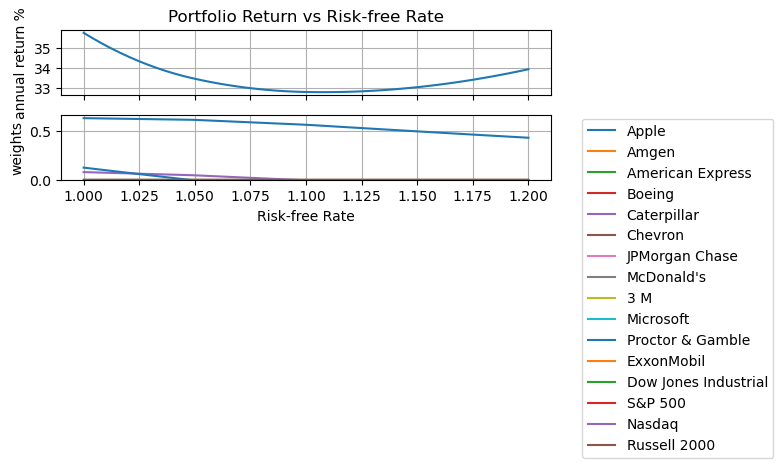 Portfolio Return vs Risk-free Rate
annual return %
35
34
33
weights
0.5
0.0
1.000 1.025 1.050 1.075 1.100 1.125 1.150 1.175 1.200
Risk-free Rate
Apple
Amgen
American Express
Boeing
Caterpillar
Chevron
JPMorgan Chase
McDonald's
3 M
Microsoft
Proctor & Gamble
ExxonMobil
Dow Jones Industrial
S&P 500
Nasdaq
Russell 2000